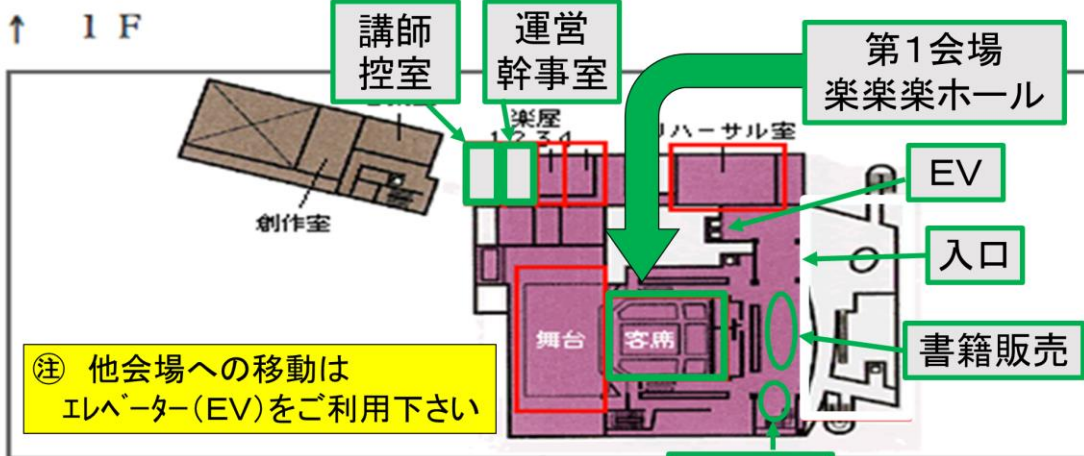 ↑ 1F
講師
控室
運営
幹事室
第1会場
楽楽楽ホール
楽屋
1 2 3 4
リハーサル室
EV
創作室
入口
舞台
客席
書籍販売
㊟ 他会場への移動は
エレベーター(EV)をご利用下さい